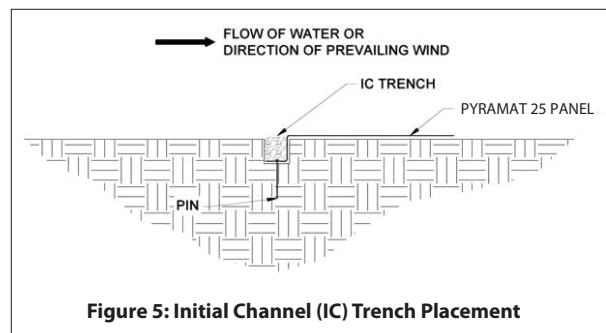 FLOW OF WATER OR
DIRECTION OF PREVAILING WIND
IC TRENCH
PYRAMAT 25 PANEL
PIN
Figure 5: Initial Channel (IC) Trench Placement